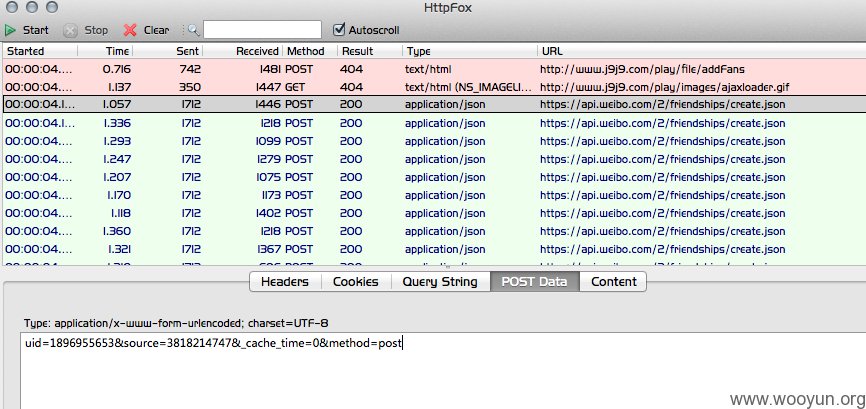 HttpFox
Start Stop Clear Autoscroll
Started Time Sent Received Method Result Type URL
00:00:04.... 0.716 742 1481 POST 404 text/html http://www.j9j9.com/play/file/addFans
00:00:04.... 1.137 350 1447 GET 404 text/html (NS_IMAGELI... http://www.j9j9.com/play/images/ajaxloader.gif
00:00:04.1... 1.057 1712 1446 POST 200 application/json https://api.weibo.com/2/friendships/create.json
00:00:04.1... 1.336 1712 1218 POST 200 application/json https://api.weibo.com/2/friendships/create.json
00:00:04.... 1.293 1712 1099 POST 200 application/json https://api.weibo.com/2/friendships/create.json
00:00:04.... 1.247 1712 1279 POST 200 application/json https://api.weibo.com/2/friendships/create.json
00:00:04.... 1.207 1712 1075 POST 200 application/json https://api.weibo.com/2/friendships/create.json
00:00:04.... 1.170 1712 1173 POST 200 application/json https://api.weibo.com/2/friendships/create.json
00:00:04.... 1.118 1712 1402 POST 200 application/json https://api.weibo.com/2/friendships/create.json
00:00:04.... 1.360 1712 1218 POST 200 application/json https://api.weibo.com/2/friendships/create.json
00:00:04.... 1.321 1712 1367 POST 200 application/json https://api.weibo.com/2/friendships/create.json
Headers Cookies Query String POST Data Content
Type: application/x-www-form-urlencoded; charset=UTF-8
uid=1896955653&source=3818214747&_cache_time=0&method=post
www.wooyun.org